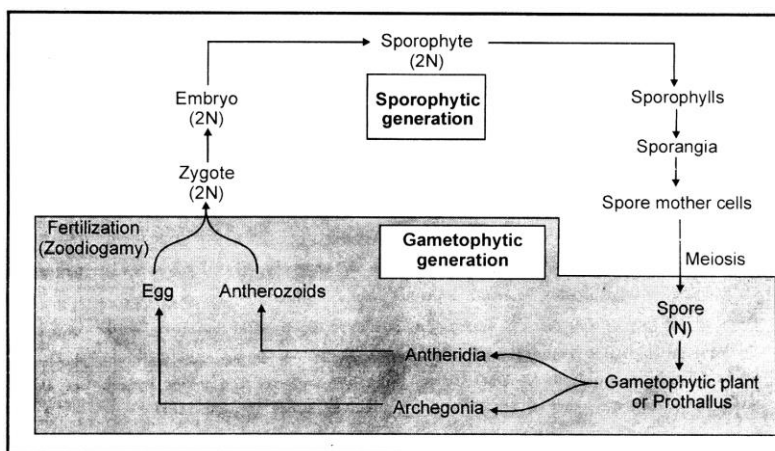 Sporophyte
(2N)
Sporophytic
generation
Embryo
(2N)
Sporophylls
Sporangia
Zygote
(2N)
Spore mother cells
Fertilization
(Zoodiogamy)
Gametophytic
generation
Meiosis
Egg
Antherozoids
Spore
(N)
Antheridia
Gametophytic plant
or Prothallus
Archegonia